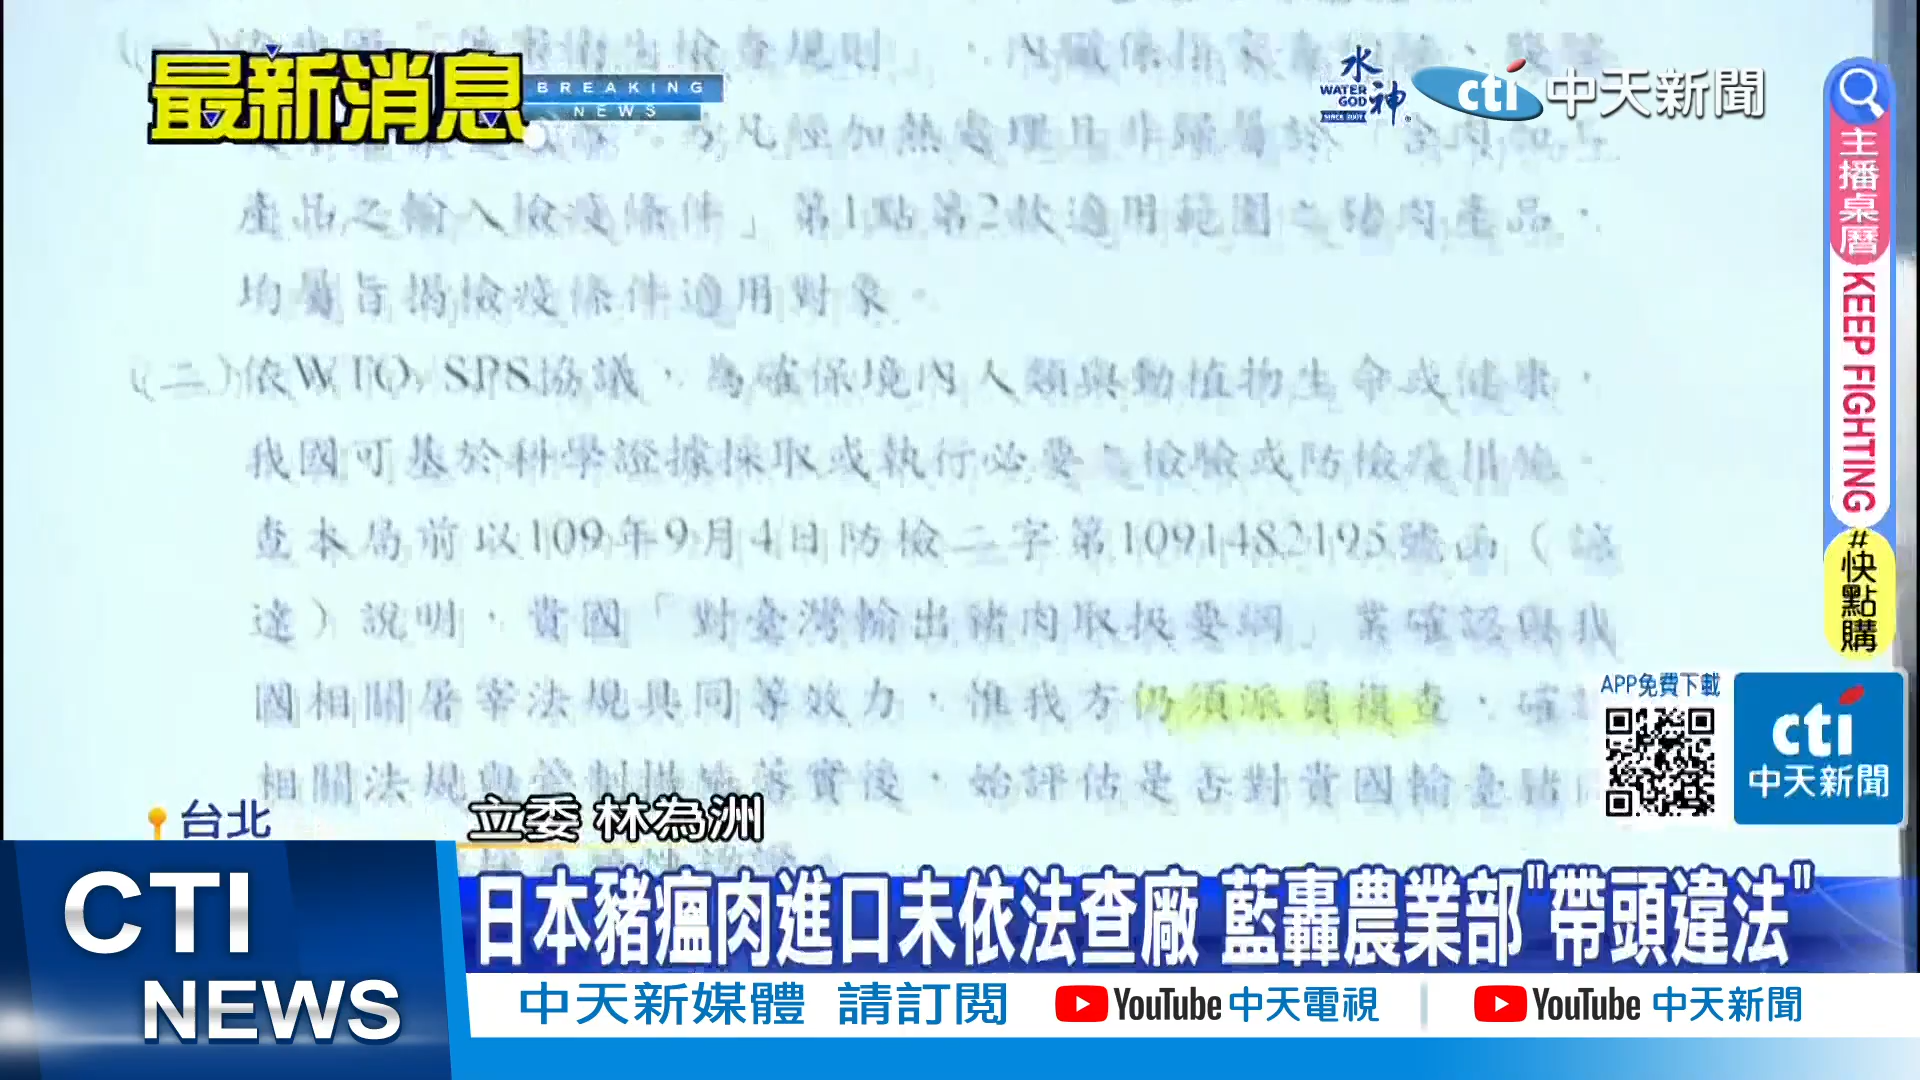 最新消息
BREAKING
NEWS
水神
WATER
GOD
SINCE 2007
cti 中天新聞
產品之輸入檢疫條件」第1點第2款適用範圍之豬肉產品,
均屬旨揭檢疫條件適用對象。
(二)依WTO/SPS協議,為確保境內人類與動植物生命或健康,
我國可基於科學證據採取或執行必要之檢驗或防檢疫措施。
查本局前以109年9月4日防檢二字第1091482195號函(諒
達)說明,貴國「對臺灣輸出豬肉取扱要綱」業確認與我
國相關屠宰法規具同等效力,惟我方仍須派員複查,確
相關法規與管制措施落實後,始評估是否對貴國輸臺豬
主播桌曆
KEEP FIGHTING
#快點購
APP免費下載
cti
中天新聞
台北
立委 林為洲
CTI
NEWS
日本豬瘟肉進口未依法查廠 藍轟農業部"帶頭違法"
中天新媒體 請訂閱 YouTube 中天電視 | YouTube 中天新聞